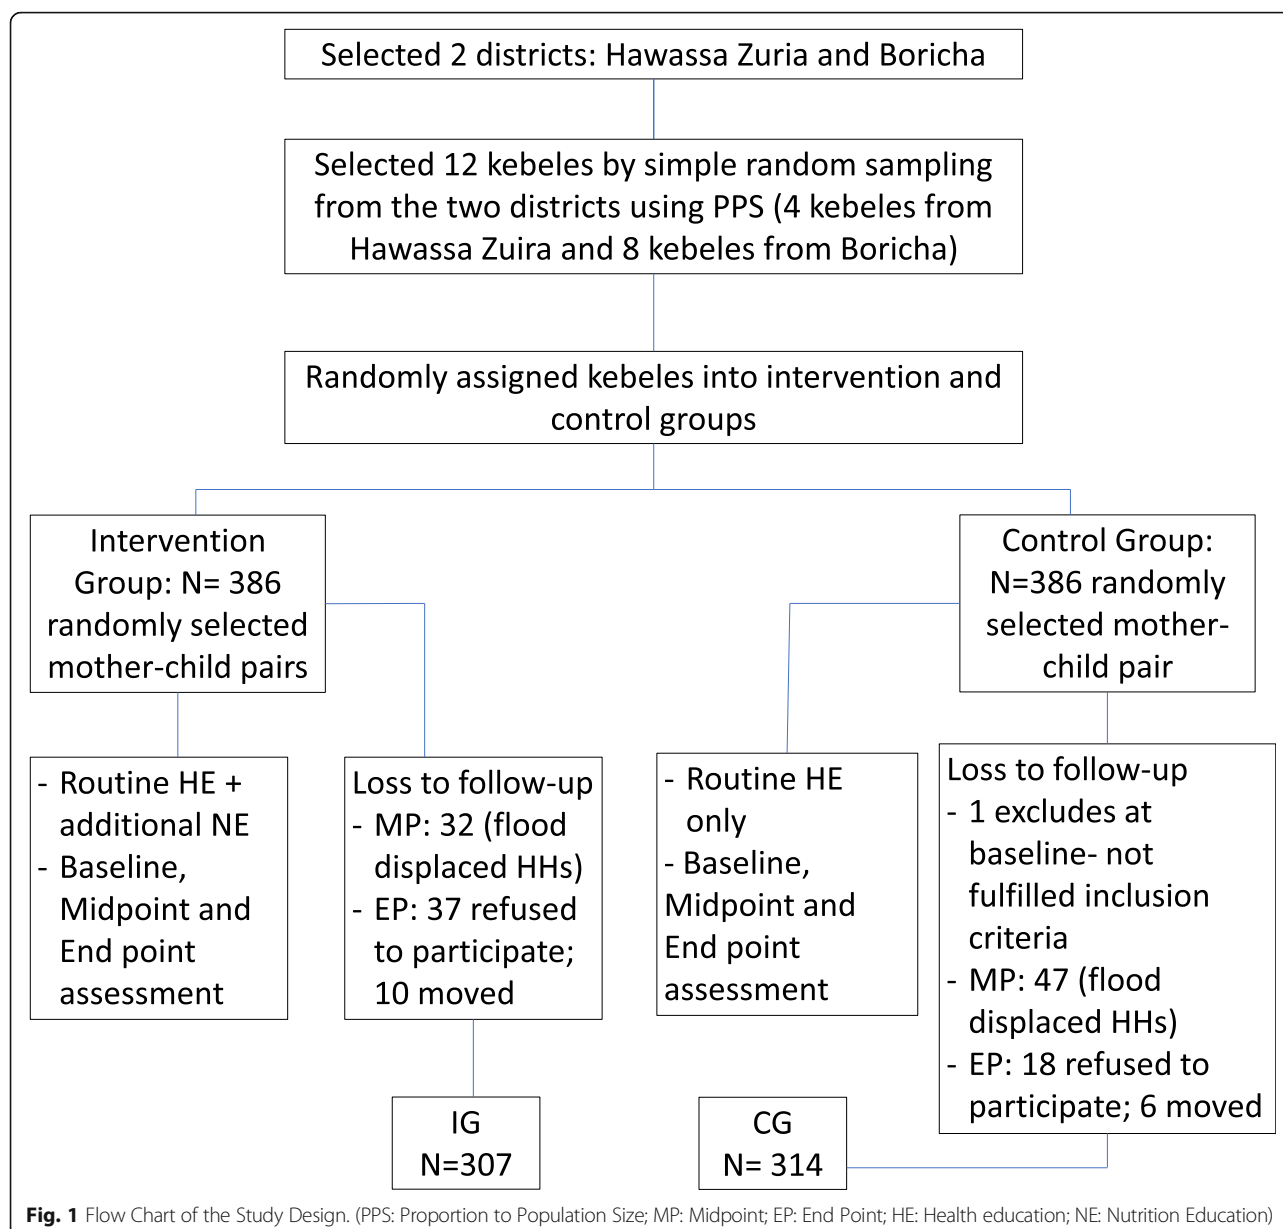 Selected 2 districts: Hawassa Zuria and Boricha
Selected 12 kebeles by simple random sampling
from the two districts using PPS (4 kebeles from
Hawassa Zuira and 8 kebeles from Boricha)
Randomly assigned kebeles into intervention and
control groups
Intervention
Group: N= 386
randomly selected
mother-child pairs
Control Group:
N=386 randomly
selected mother-
child pair
- Routine HE +
additional NE
- Baseline,
Midpoint and
End point
assessment
Loss to follow-up
- MP: 32 (flood
displaced HHs)
- EP: 37 refused
to participate;
10 moved
- Routine HE
only
- Baseline,
Midpoint and
End point
assessment
Loss to follow-up
- 1 excludes at
baseline- not
fulfilled inclusion
criteria
- MP: 47 (flood
displaced HHs)
- EP: 18 refused to
participate; 6 moved
IG
N=307
CG
N= 314
Fig. 1 Flow Chart of the Study Design. (PPS: Proportion to Population Size; MP: Midpoint; EP: End Point; HE: Health education; NE: Nutrition Education)